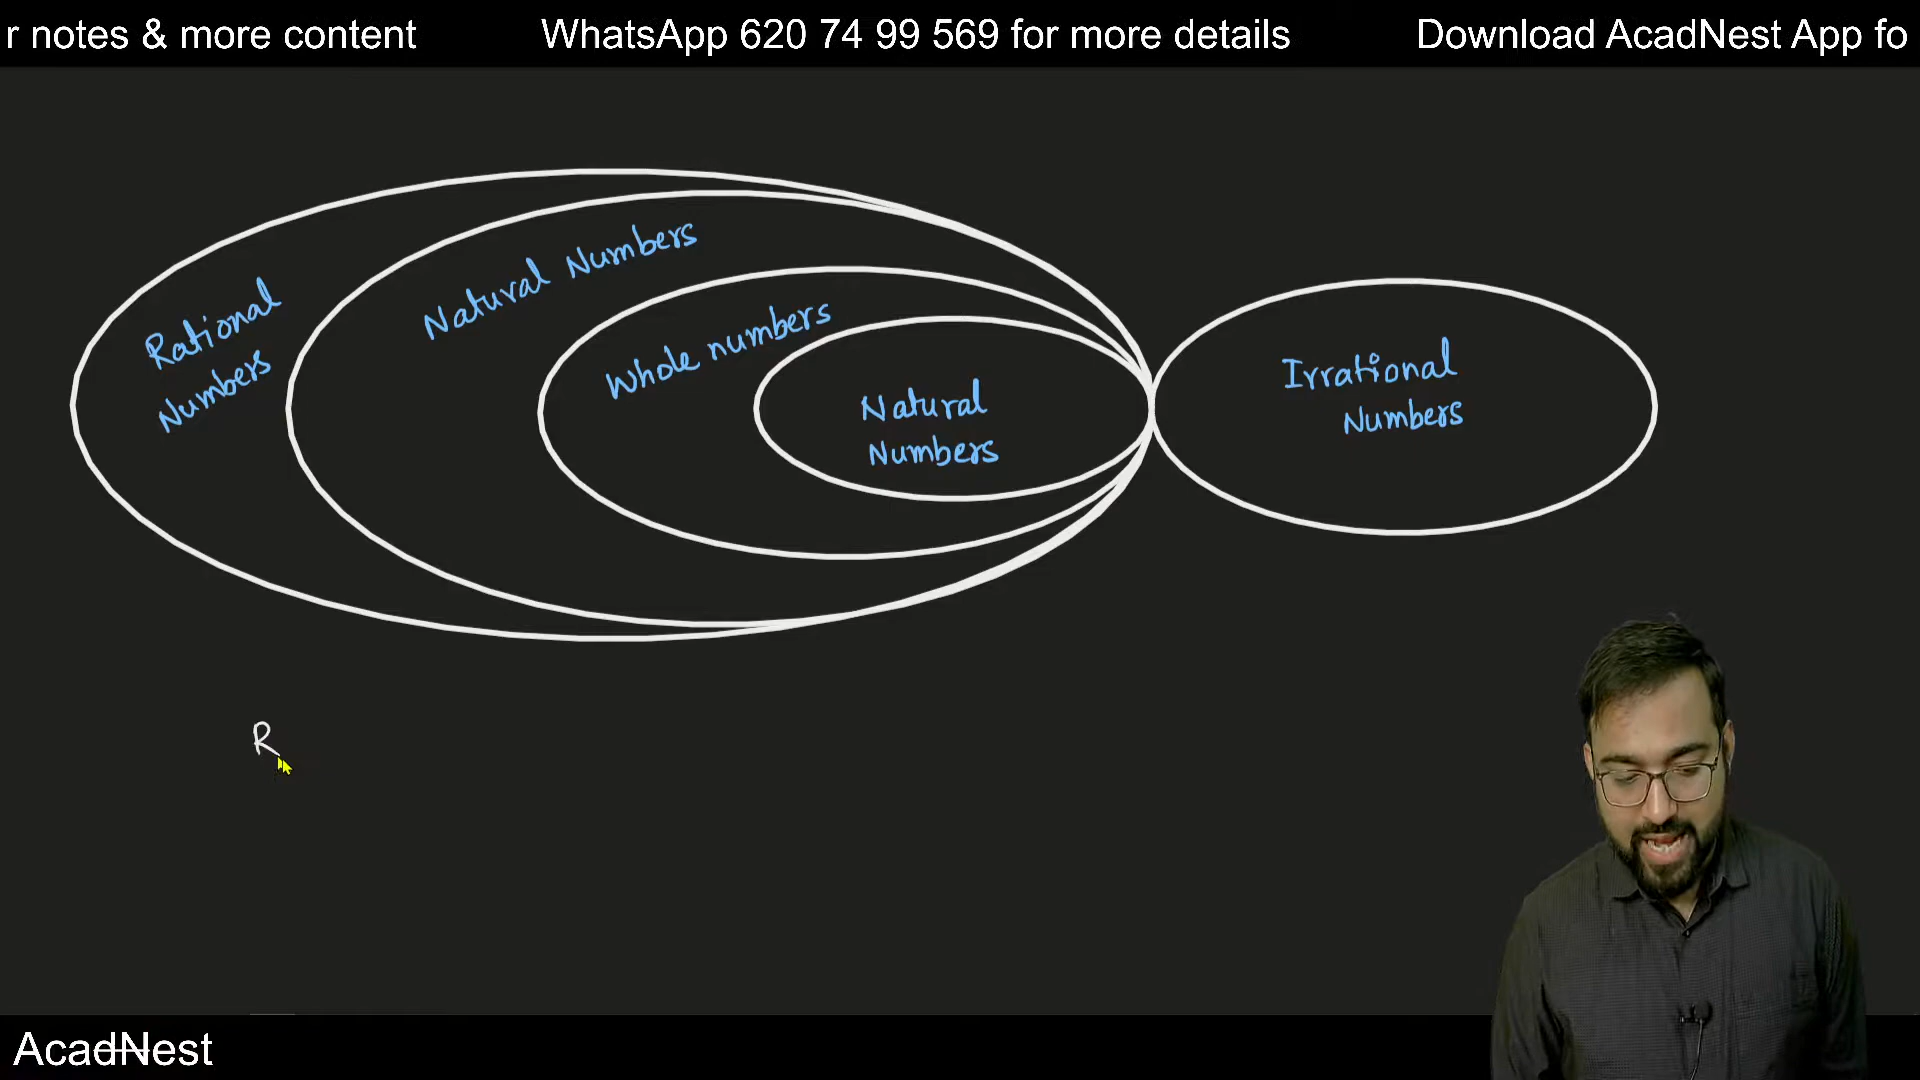 r notes & more content WhatsApp 620 74 99 569 for more details Download AcadNest App fo
Rational
Numbers
Natural Numbers
Whole numbers
Natural
Numbers
Irrational
Numbers
R
AcadNest